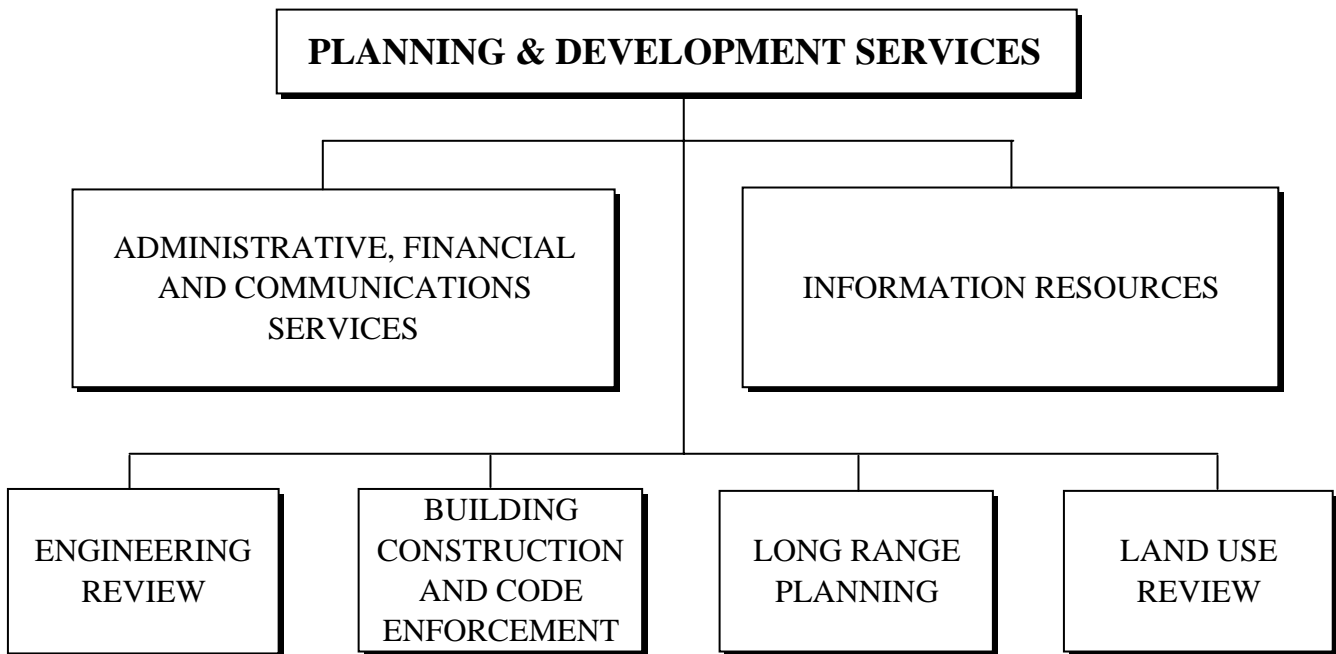 PLANNING & DEVELOPMENT SERVICES
ADMINISTRATIVE, FINANCIAL
AND COMMUNICATIONS
SERVICES
INFORMATION RESOURCES
ENGINEERING
REVIEW
BUILDING
CONSTRUCTION
AND CODE
ENFORCEMENT
LONG RANGE
PLANNING
LAND USE
REVIEW